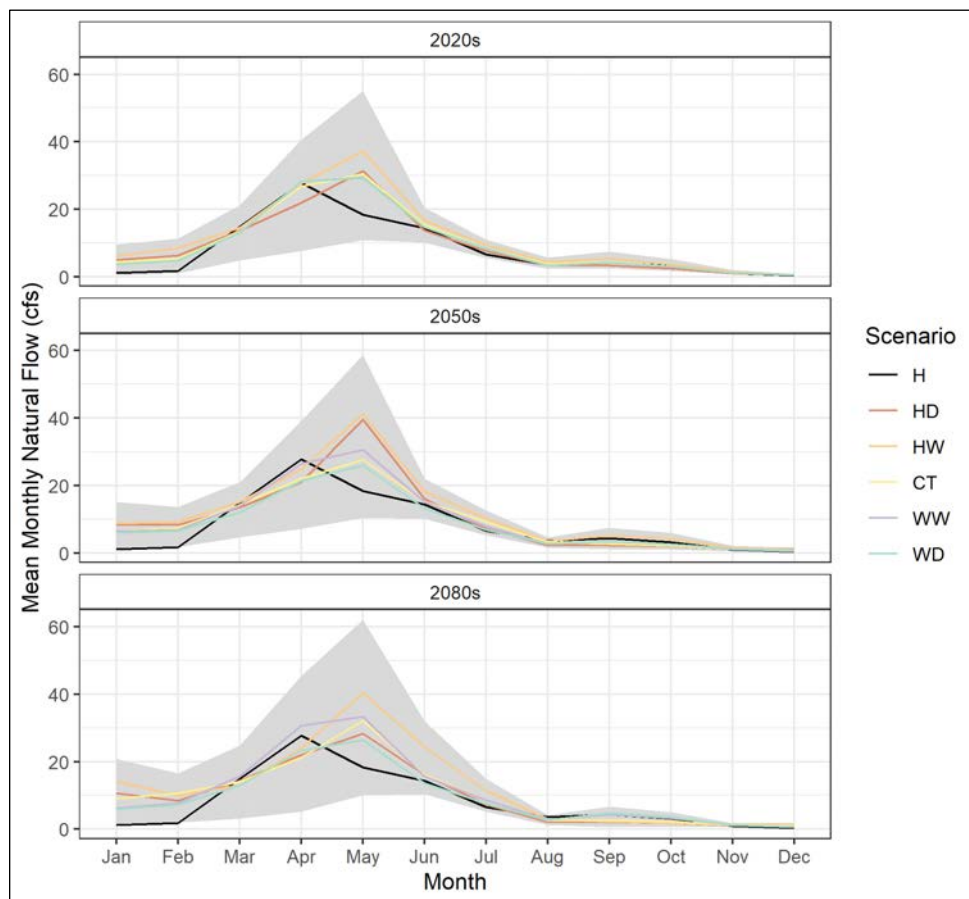 2020s
60
40
20
0
2050s
60
40
20
0
2080s
60
40
20
0
Jan Feb Mar Apr May Jun Jul Aug Sep Oct Nov Dec
Month
Mean Monthly Natural Flow (cfs)
Scenario
H
HD
HW
CT
WW
WD